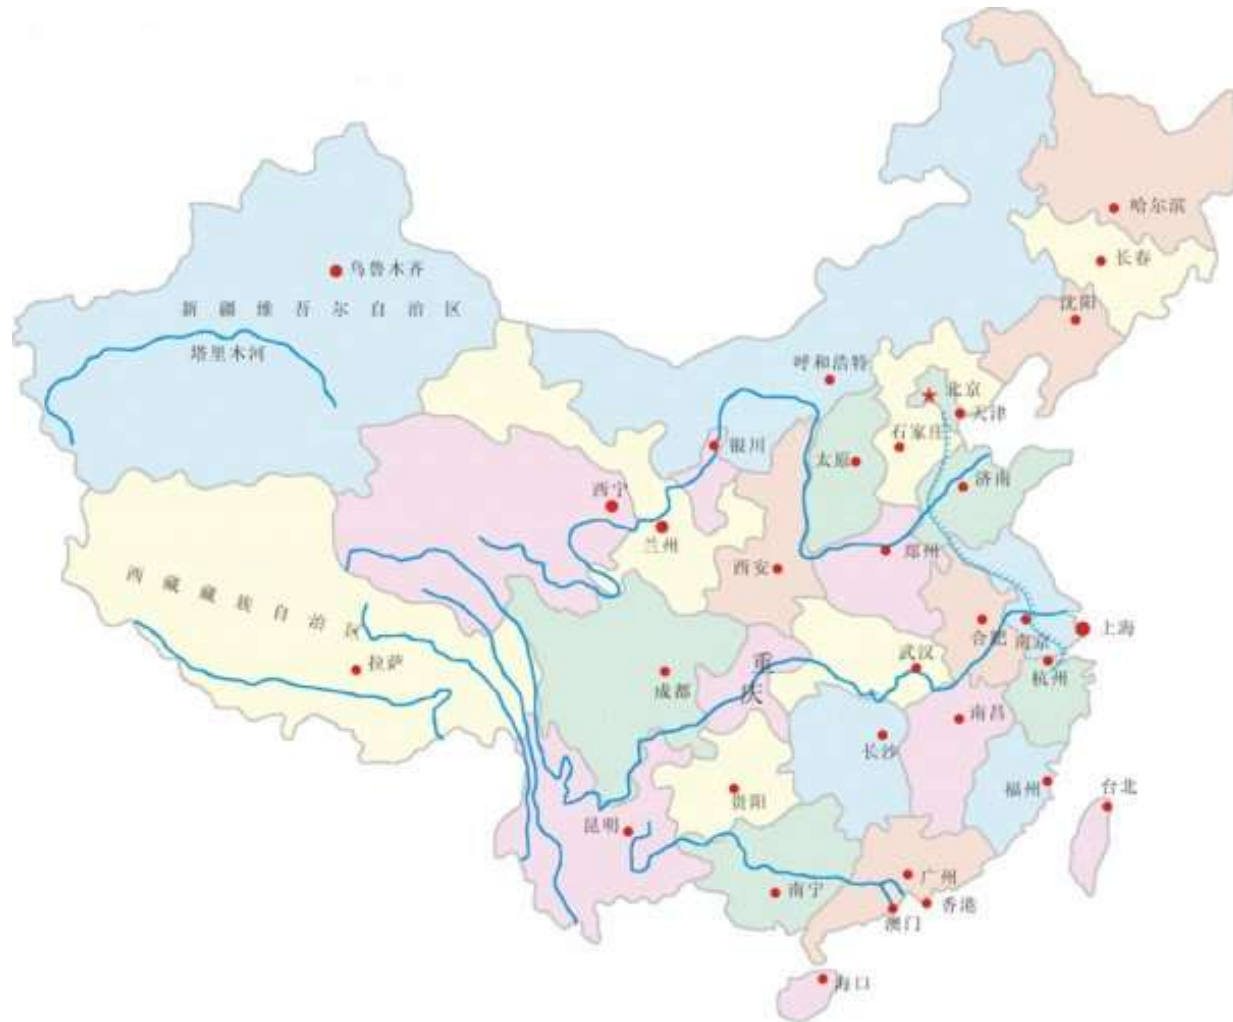 哈尔滨
长春
乌鲁木齐
新疆维吾尔自治区
沈阳
塔里木河
呼和浩特
北京
天津
石家庄
银川
太原
济南
西宁
兰州
郑州
西安
西藏藏族自治区
上海
合肥
南京
武汉
拉萨
重庆
成都
杭州
南昌
长沙
福州
台北
贵阳
昆明
广州
南宁
香港
澳门
海口